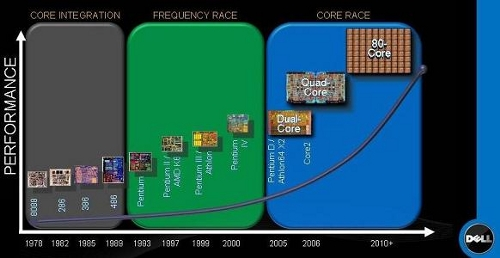 CORE INTEGRATION
FREQUENCY RACE
CORE RACE
PERFORMANCE
80-
Core
Quad-
Core
Dual-
Core
8088
286
386
486
Pentium
Pentium II /
AMD K6
Pentium III /
Athlon
Pentium
IV
Pentium D /
Athlon64 X2
Core2
1978
1982
1985
1989
1993
1997
1999
2000
2005
2006
2010+
DELL